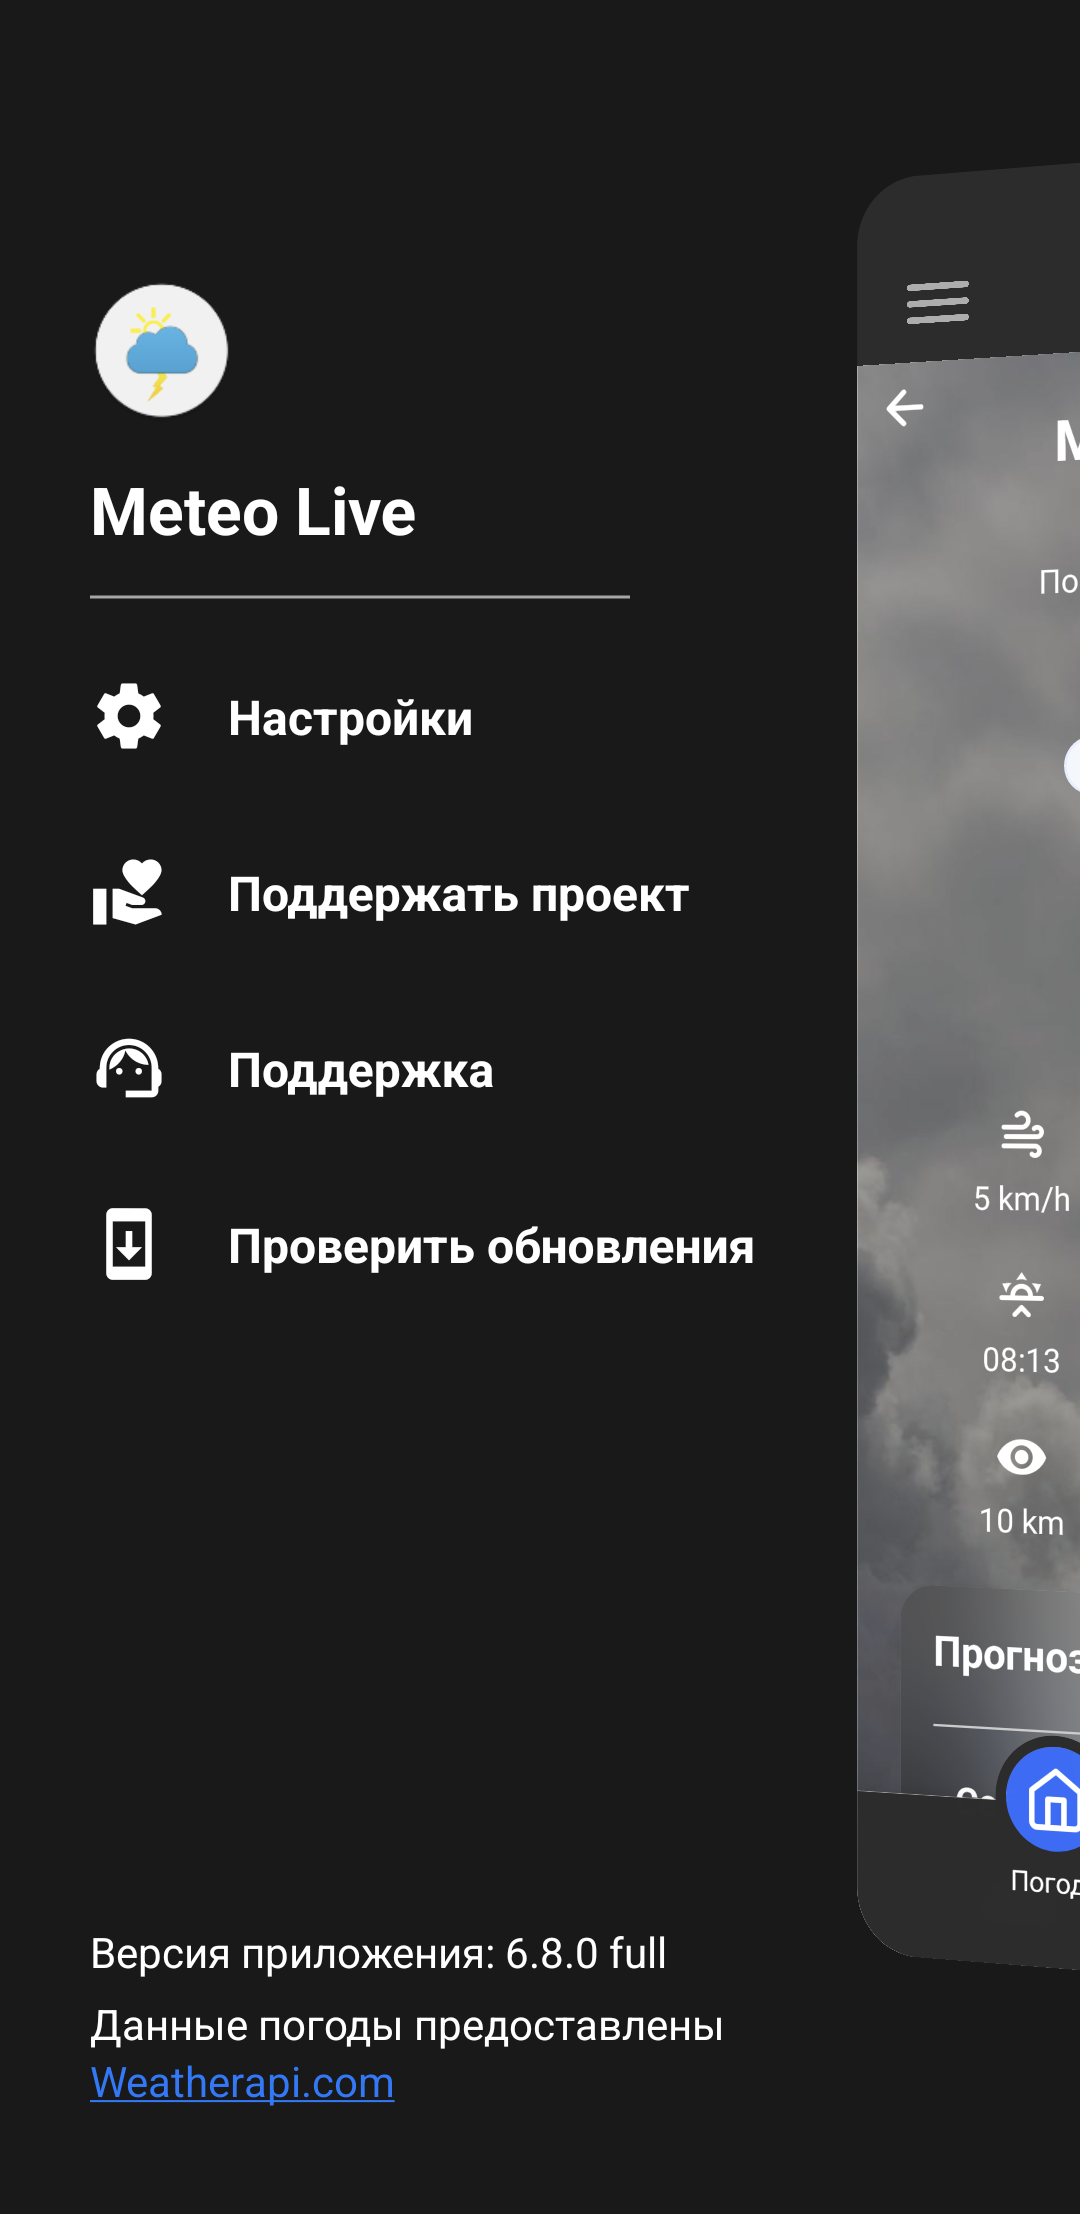 Meteo Live
Настройки
Поддержать проект
Поддержка
Проверить обновления
Версия приложения: 6.8.0 full
Данные погоды предоставлены
Weatherapi.com
5 km/h
08:13
10 km